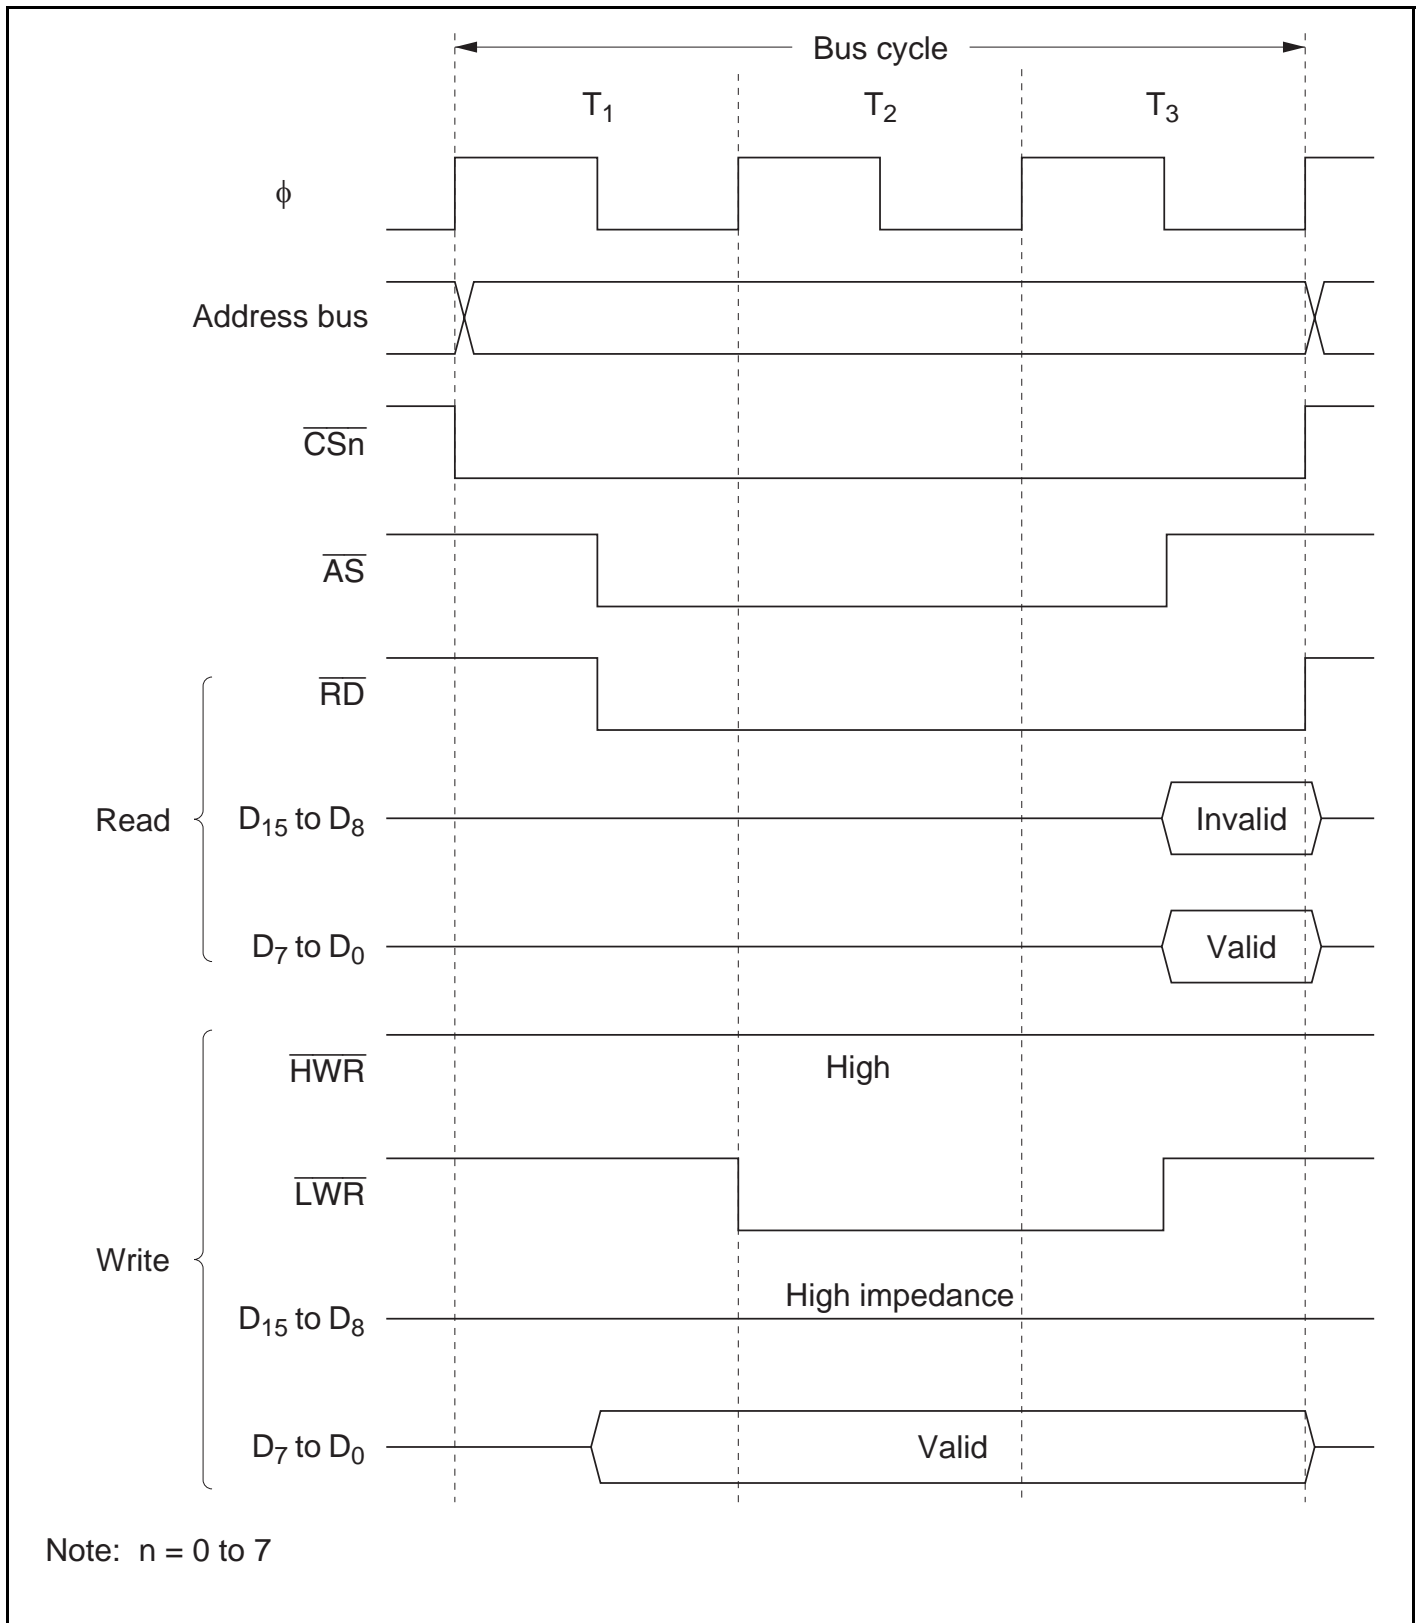 Bus cycle
T1 T2 T3
ϕ
Address bus
CSn
AS
RD
Read
D15 to D8
Invalid
D7 to D0
Valid
HWR
High
LWR
Write
High impedance
D15 to D8
D7 to D0
Valid
Note: n = 0 to 7